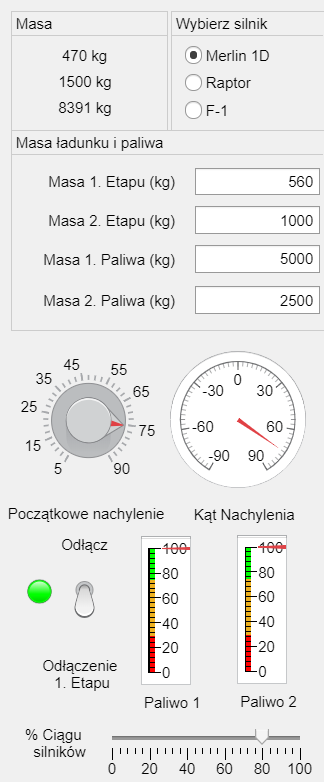 Masa
Wybierz silnik
470 kg
1500 kg
8391 kg
Merlin 1D
Raptor
F-1
Masa ładunku i paliwa
Masa 1. Etapu (kg) 560
Masa 2. Etapu (kg) 1000
Masa 1. Paliwa (kg) 5000
Masa 2. Paliwa (kg) 2500
45 55
35 65
25 75
15
5 90
0
-30 30
-60 60
-90 90
Początkowe nachylenie
Kąt Nachylenia
Odłącz
Odłączenie
1. Etapu
100
80
60
40
20
0
Paliwo 1
100
80
60
40
20
0
Paliwo 2
% Ciągu
silników
0 20 40 60 80 100